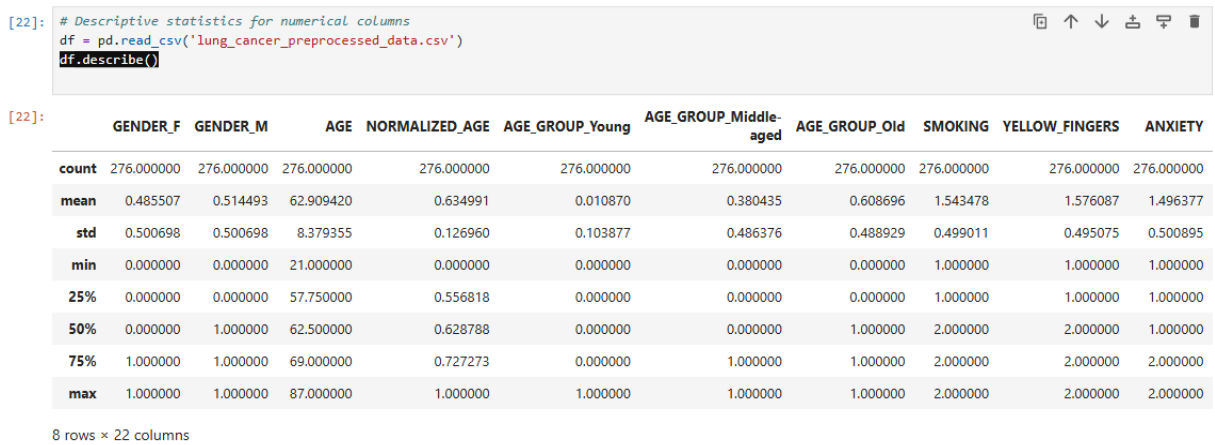 [22]: # Descriptive statistics for numerical columns
df = pd.read_csv('lung_cancer_preprocessed_data.csv')
df.describe()
[22]:
GENDER_F GENDER_M AGE NORMALIZED_AGE AGE_GROUP_Young AGE_GROUP_Middle-aged AGE_GROUP_Old SMOKING YELLOW_FINGERS ANXIETY
count 276.000000 276.000000 276.000000 276.000000 276.000000 276.000000 276.000000 276.000000 276.000000 276.000000
mean 0.485507 0.514493 62.909420 0.634991 0.010870 0.380435 0.608696 1.543478 1.576087 1.496377
std 0.500698 0.500698 8.379355 0.126960 0.103877 0.486376 0.488929 0.499011 0.495075 0.500895
min 0.000000 0.000000 21.000000 0.000000 0.000000 0.000000 0.000000 1.000000 1.000000 1.000000
25% 0.000000 0.000000 57.750000 0.556818 0.000000 0.000000 0.000000 1.000000 1.000000 1.000000
50% 0.000000 1.000000 62.500000 0.628788 0.000000 0.000000 1.000000 2.000000 2.000000 1.000000
75% 1.000000 1.000000 69.000000 0.727273 0.000000 1.000000 1.000000 2.000000 2.000000 2.000000
max 1.000000 1.000000 87.000000 1.000000 1.000000 1.000000 1.000000 2.000000 2.000000 2.000000
8 rows × 22 columns